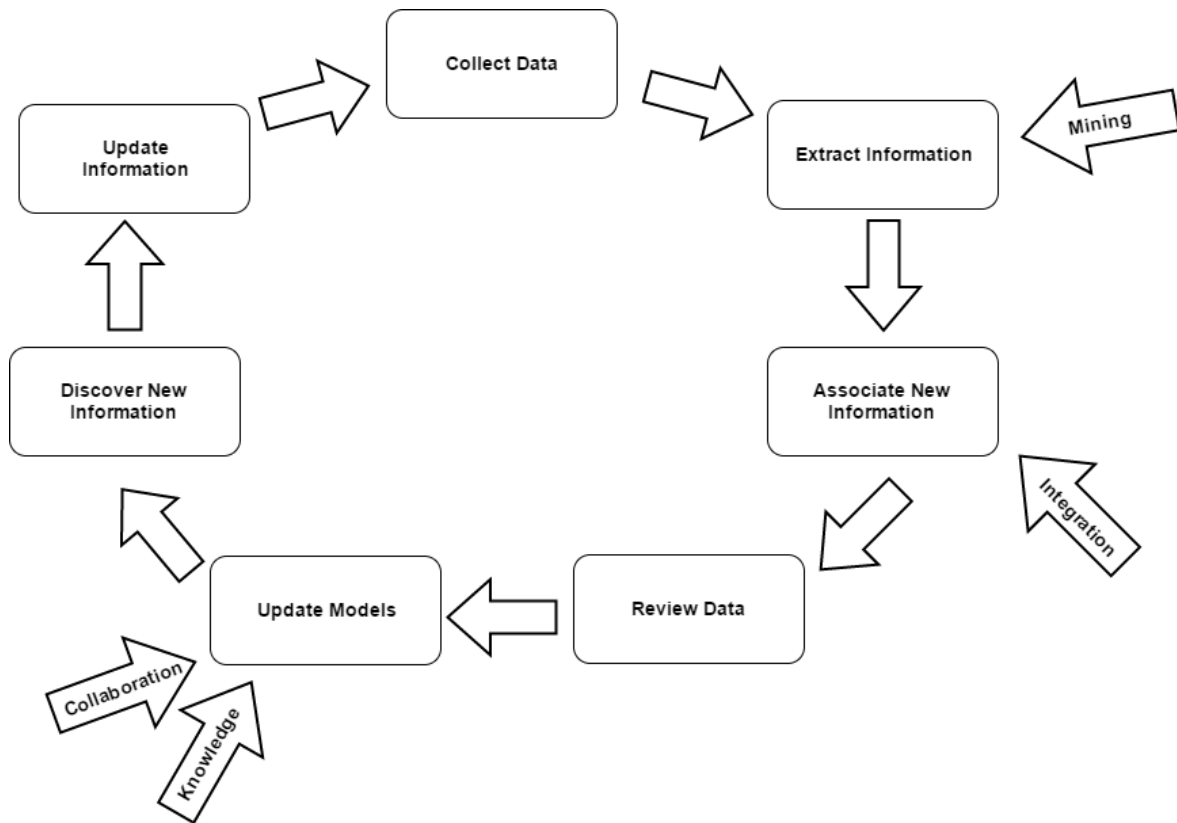 Collect Data
Update
Information
Extract Information
Mining
Discover New
Information
Associate New
Information
Integration
Update Models
Review Data
Collaboration
Knowledge